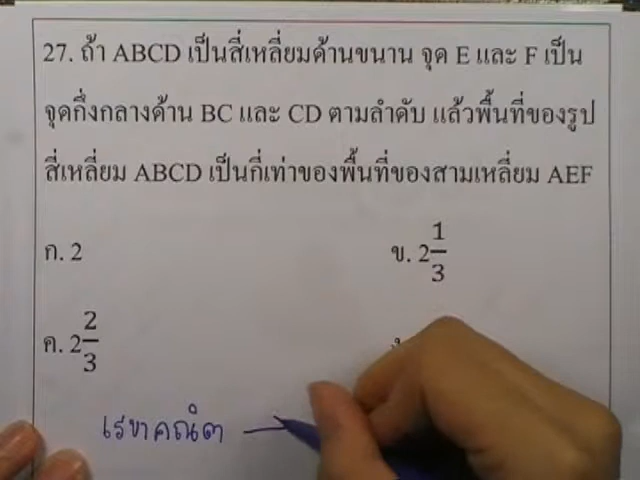 27. ถ้า ABCD เป็นสี่เหลี่ยมด้านขนาน จุด E และ F เป็น
จุดกึ่งกลางด้าน BC และ CD ตามลำดับ แล้วพื้นที่ของรูป
สี่เหลี่ยม ABCD เป็นกี่เท่าของพื้นที่ของสามเหลี่ยม AEF
ก. 2 ข. 2 1/3
ค. 2 2/3
เรขาคณิต